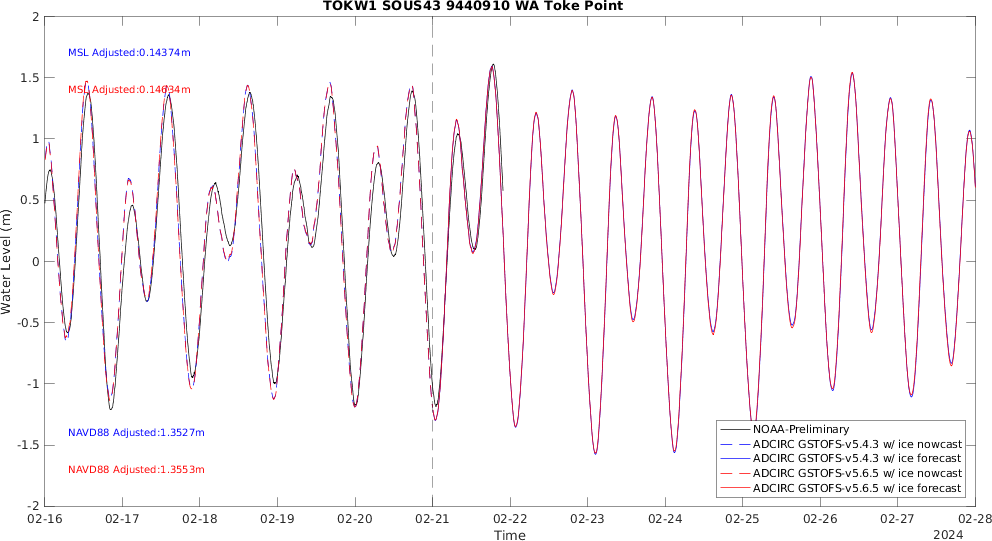 TOKW1 SOUS43 9440910 WA Toke Point
2
1.5
1
0.5
0
-0.5
-1
-1.5
-2
Water Level (m)
MSL Adjusted:0.14374m
MSL Adjusted:0.14634m
NAVD88 Adjusted:1.3527m
NAVD88 Adjusted:1.3553m
NOAA-Preliminary
ADCIRC GSTOFS-v5.4.3 w/ ice nowcast
ADCIRC GSTOFS-v5.4.3 w/ ice forecast
ADCIRC GSTOFS-v5.6.5 w/ ice nowcast
ADCIRC GSTOFS-v5.6.5 w/ ice forecast
02-16 02-17 02-18 02-19 02-20 02-21 02-22 02-23 02-24 02-25 02-26 02-27 02-28
Time
2024